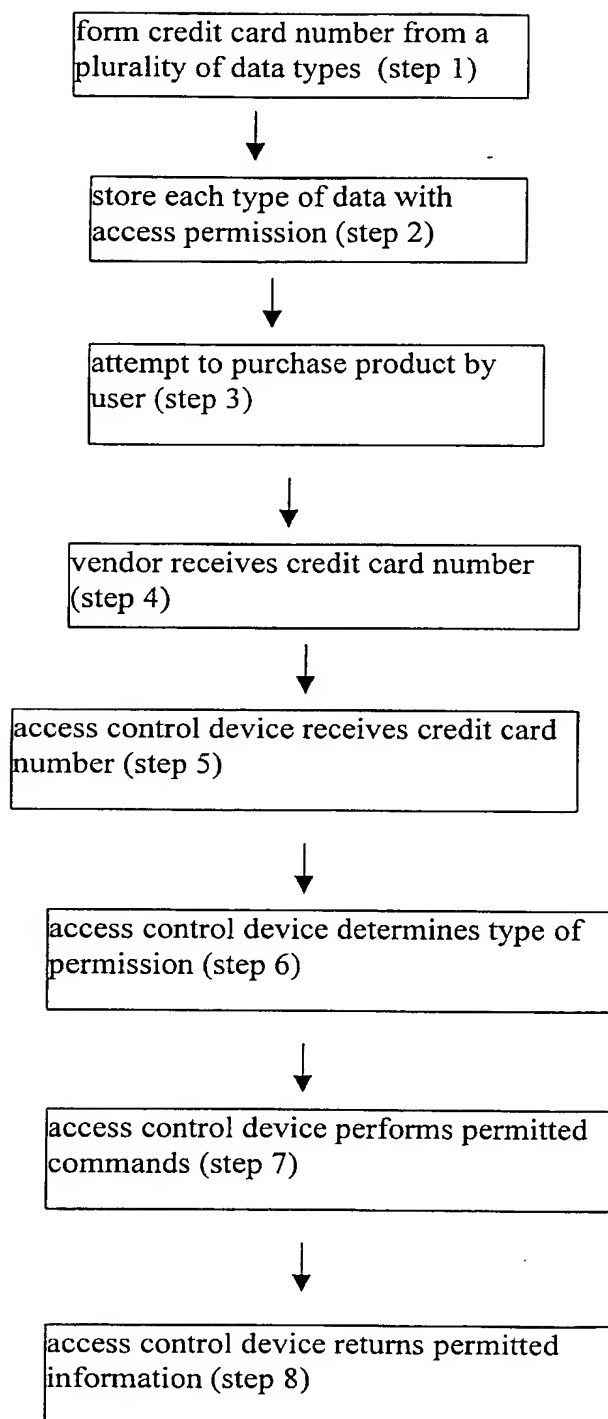 form credit card number from a
plurality of data types (step 1)
store each type of data with
access permission (step 2)
attempt to purchase product by
user (step 3)
vendor receives credit card number
(step 4)
access control device receives credit card
number (step 5)
access control device determines type of
permission (step 6)
access control device performs permitted
commands (step 7)
access control device returns permitted
information (step 8)